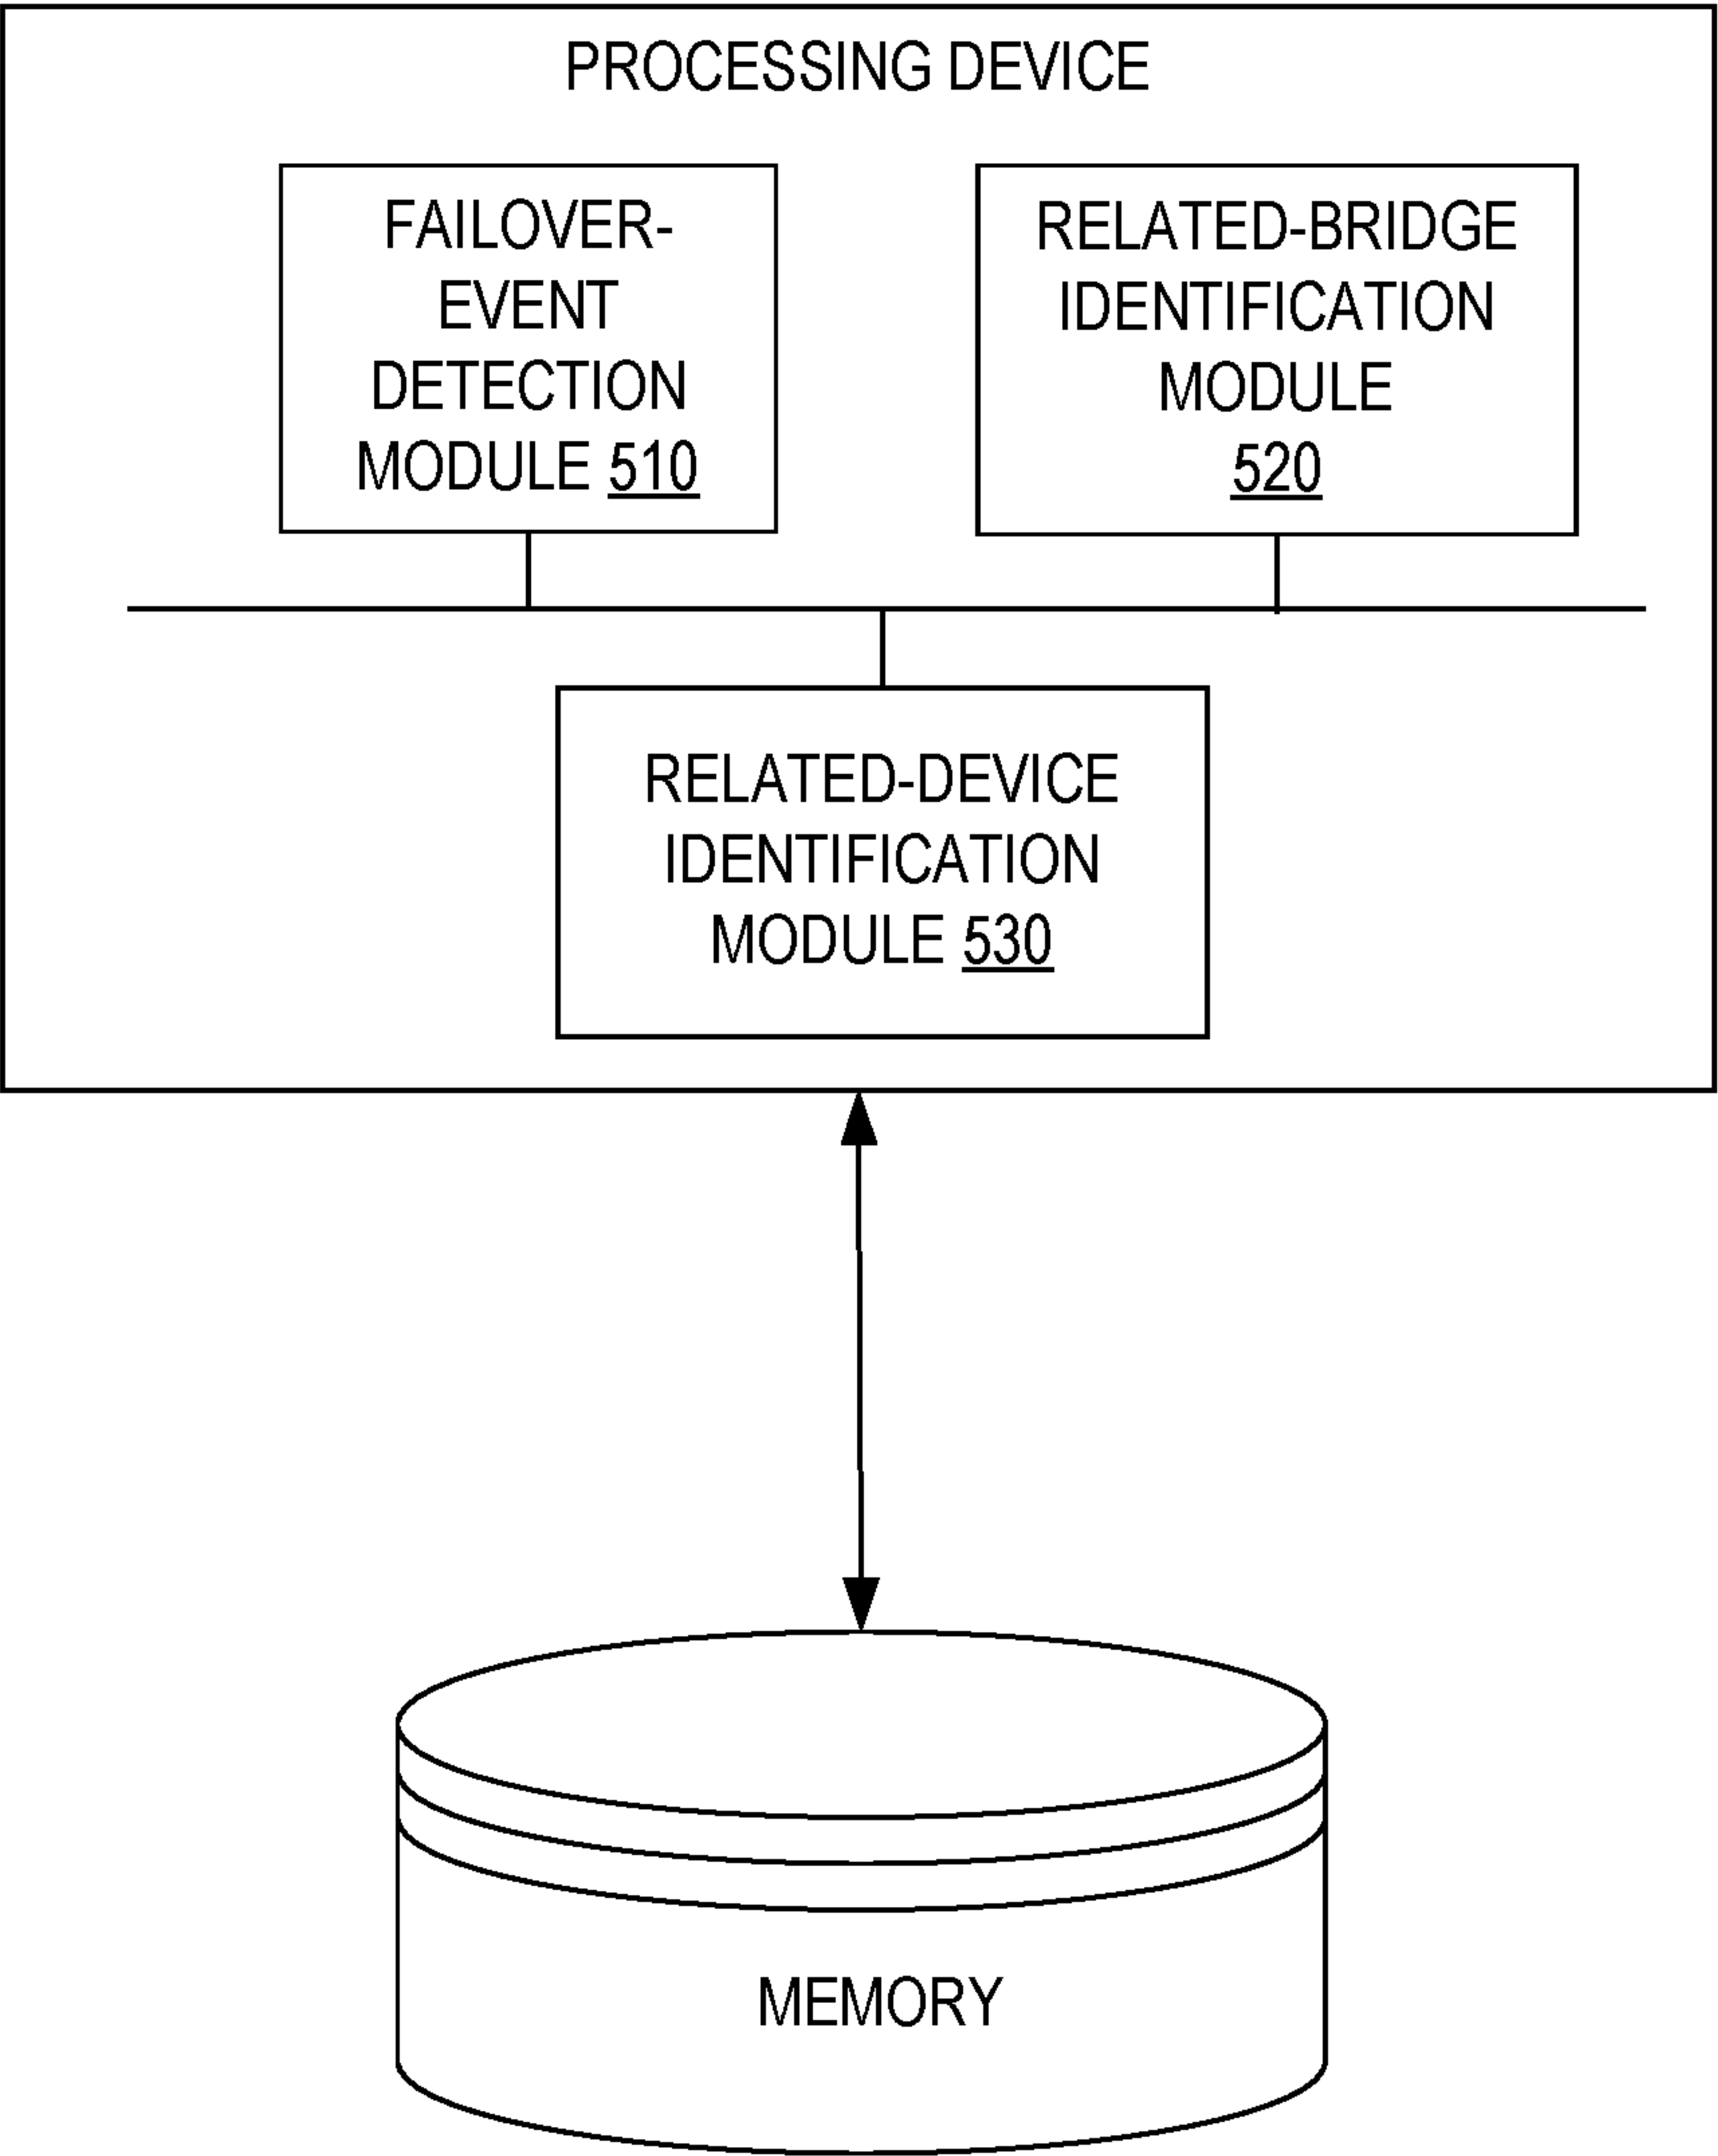 PROCESSING DEVICE
FAILOVER-
EVENT
DETECTION
MODULE 510
RELATED-BRIDGE
IDENTIFICATION
MODULE
520
RELATED-DEVICE
IDENTIFICATION
MODULE 530
MEMORY